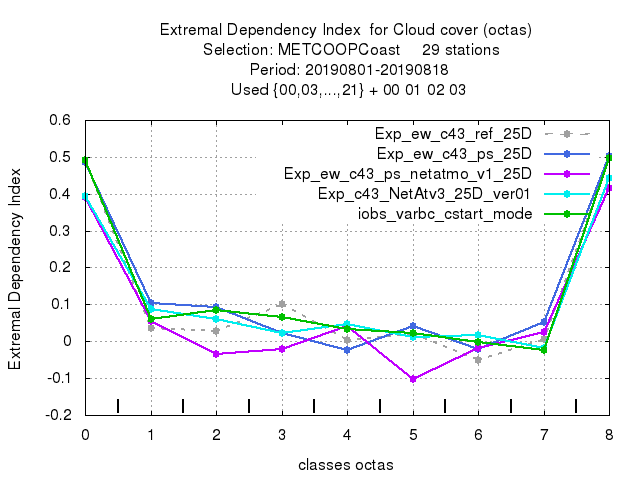 Extremal Dependency Index  for Cloud cover (octas)
Selection: METCOOPCoast     29 stations
Period: 20190801-20190818
Used {00,03,...,21} + 00 01 02 03
Extremal Dependency Index
0.6
0.5
0.4
0.3
0.2
0.1
0
-0.1
-0.2
Exp_ew_c43_ref_25D
Exp_ew_c43_ps_25D
Exp_ew_c43_ps_netatmo_v1_25D
Exp_c43_NetAtv3_25D_ver01
iobs_varbc_cstart_mode
0 1 2 3 4 5 6 7 8
classes octas